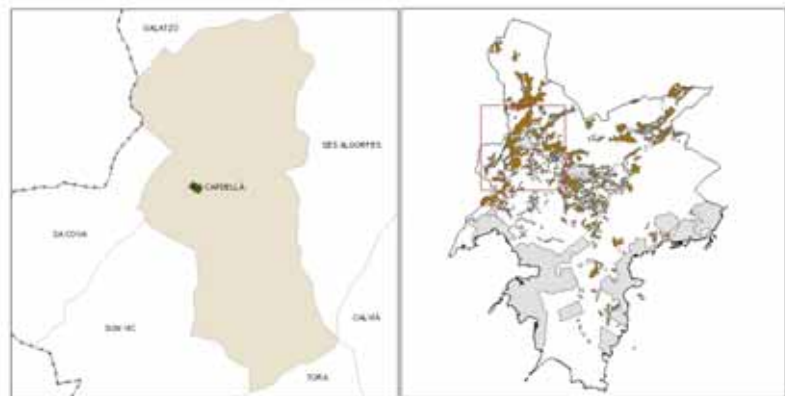 GALATZÓ
SES ALGORFES
CAPDELLÀ
SA COVA
CALVIÀ
SON VIC
TORA